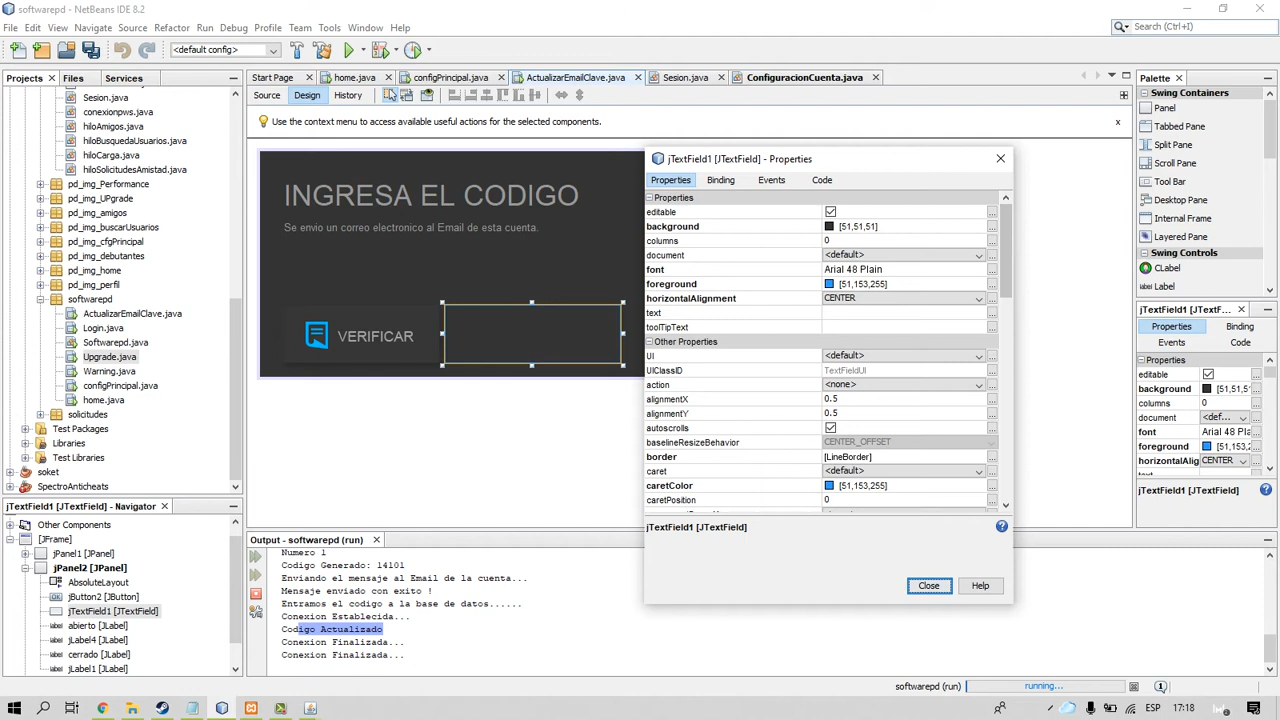 softwarepd - NetBeans IDE 8.2
File Edit View Navigate Source Refactor Run Debug Profile Team Tools Window Help
Search (Ctrl+I)
<default config>
Projects Files Services
Sesion.java
conexionpws.java
hiloAmigos.java
hiloBusquedaUsuarios.java
hiloCarga.java
hiloSolicitudesAmistad.java
pd_img_Performance
pd_img_UPgrade
pd_img_amigos
pd_img_buscarUsuarios
pd_img_cfgPrincipal
pd_img_debutantes
pd_img_home
pd_img_perfil
softwarepd
ActualizarEmailClave.java
Login.java
Softwarepd.java
Upgrade.java
Warning.java
configPrincipal.java
home.java
solicitudes
Test Packages
Libraries
Test Libraries
soket
SpectroAnticheats
jTextField1 [JTextField] - Navigator
Other Components
[JFrame]
jPanel1 [JPanel]
jPanel2 [JPanel]
AbsoluteLayout
jButton2 [JButton]
jTextField1 [JTextField]
abierto [JLabel]
jLabel4 [JLabel]
cerrado [JLabel]
jLabel1 [JLabel]
Start Page home.java configPrincipal.java ActualizarEmailClave.java Sesion.java ConfiguracionCuenta.java
Source Design History
Use the context menu to access available useful actions for the selected components. x
INGRESA EL CODIGO
Se envio un correo electronico al Email de esta cuenta.
VERIFICAR
jTextField1 [JTextField] - Properties
Properties Binding Events Code
Properties
editable
background [51,51,51]
columns 0
document <default>
font Arial 48 Plain
foreground [51,153,255]
horizontalAlignment CENTER
text
toolTipText
Other Properties
UI <default>
UIClassID TextFieldUI
action <none>
alignmentX 0.5
alignmentY 0.5
autoscrolls
baselineResizeBehavior CENTER_OFFSET
border [LineBorder]
caret <default>
caretColor [51,153,255]
caretPosition 0
jTextField1 [JTextField]
Close Help
Output - softwarepd (run)
Numero 1
Codigo Generado: 14101
Enviando el mensaje al Email de la cuenta...
Mensaje enviado con exito !
Entramos el codigo a la base de datos......
Conexion Establecida...
Codigo Actualizado
Conexion Finalizada...
Conexion Finalizada...
Palette
Swing Containers
Panel
Tabbed Pane
Split Pane
Scroll Pane
Tool Bar
Desktop Pane
Internal Frame
Layered Pane
Swing Controls
CLabel
Label
jTextField1 [JTextField] - ...
Properties Binding
Events Code
Properties
editable
background [51,51,5...
columns 0
document <def...
font Arial 48 Pla...
foreground [51,153,...
horizontalAlign CENTER
jTextField1 [JTextField]
softwarepd (run) running... 1
ESP 17:18